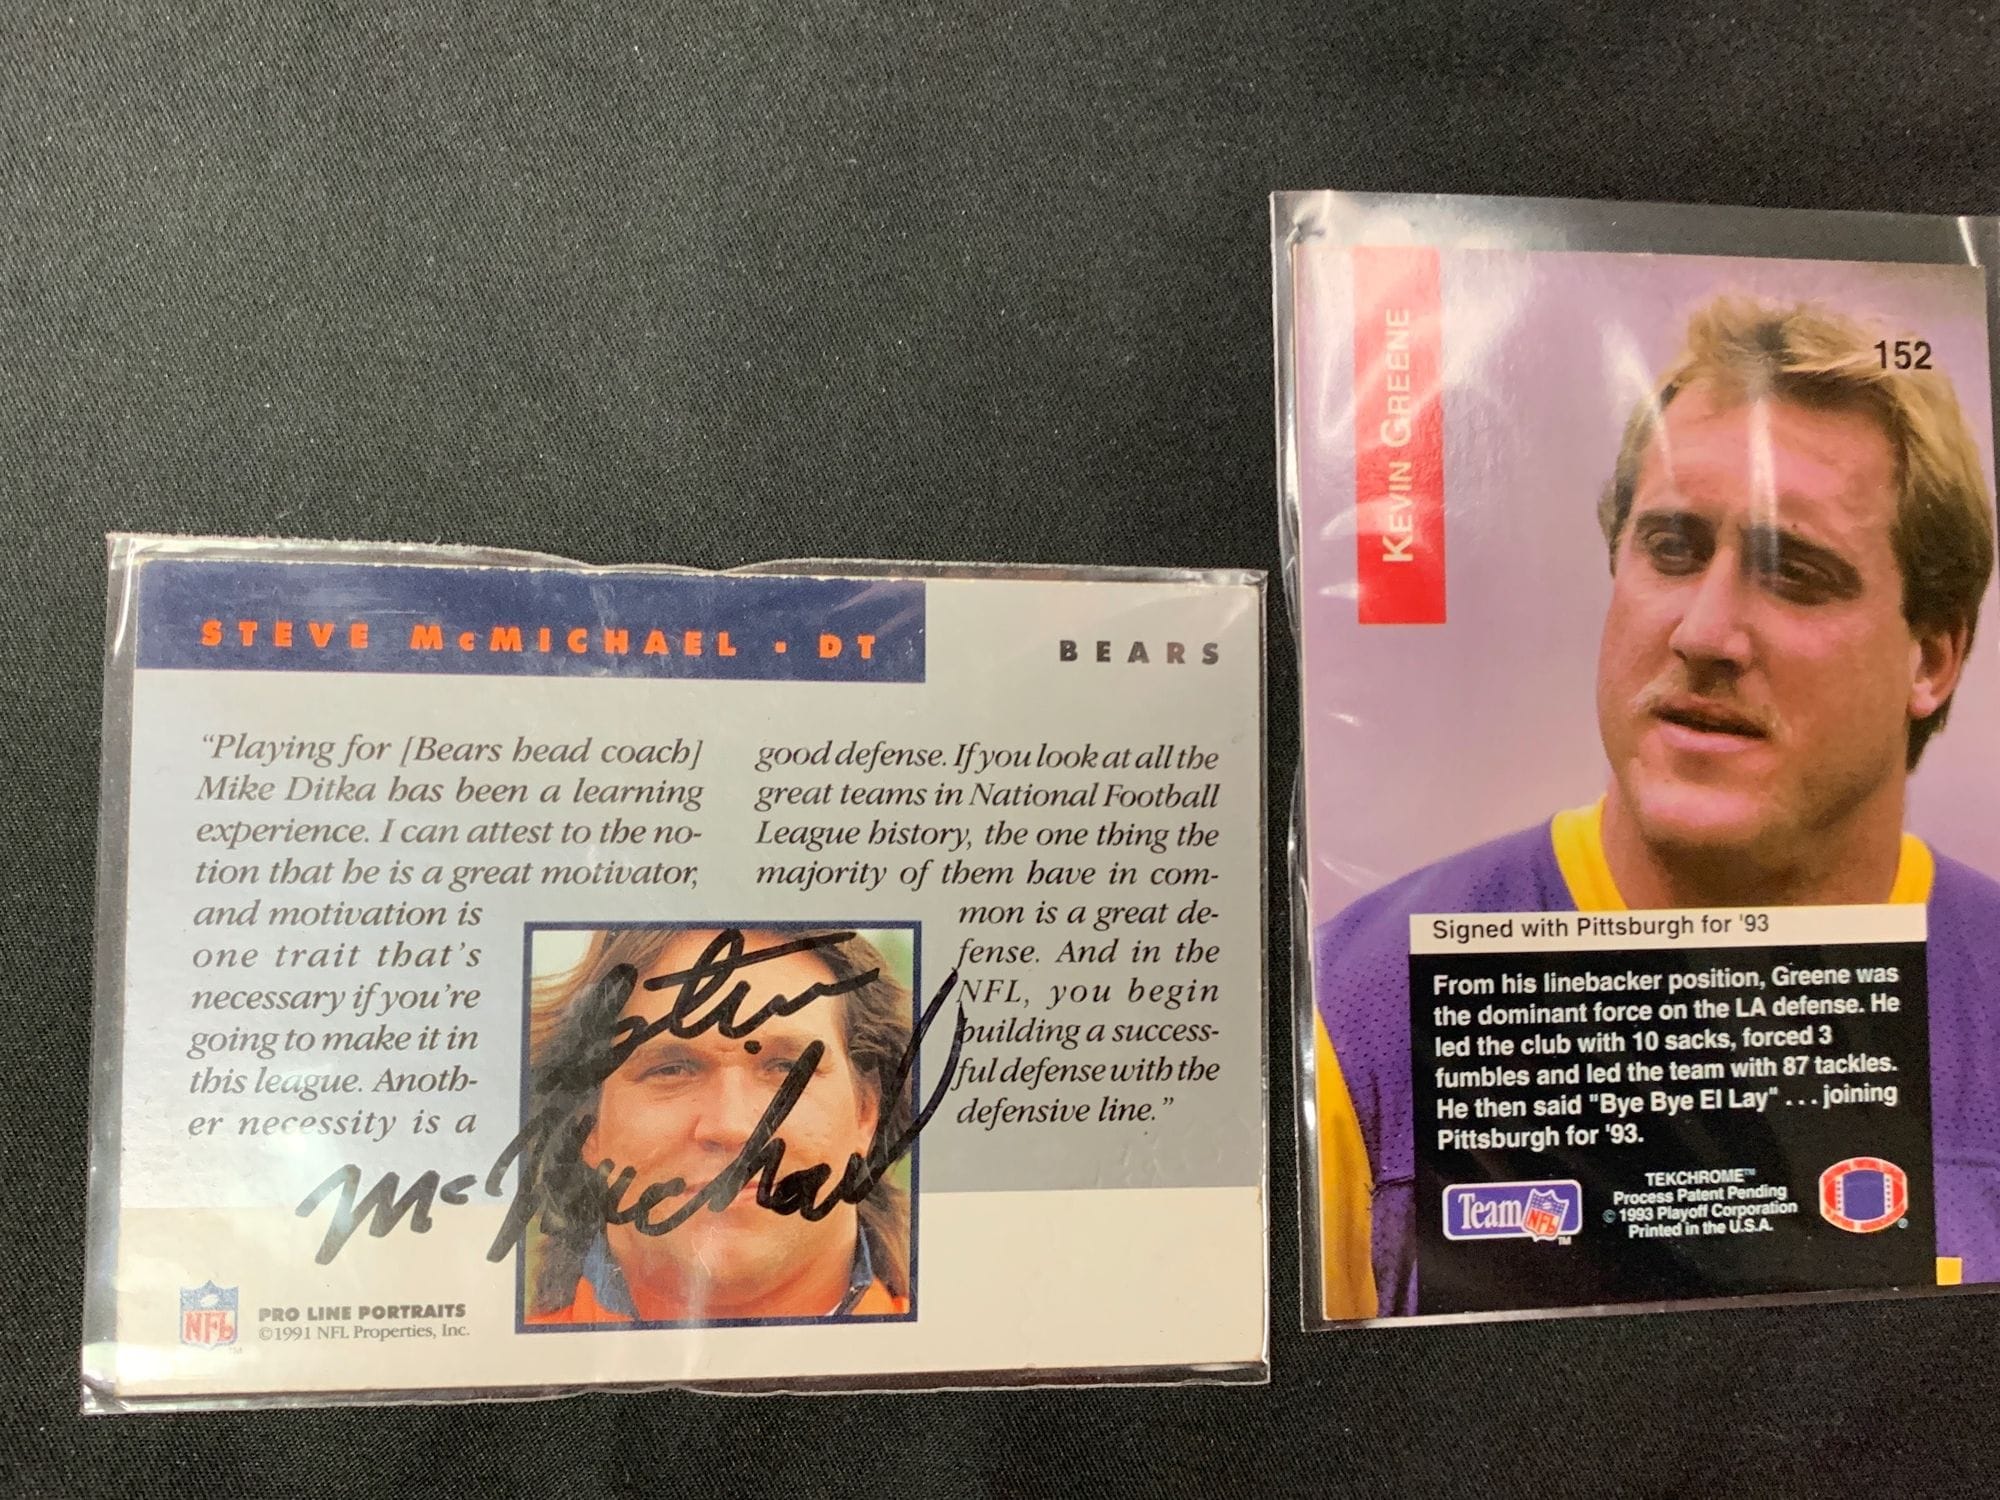 STEVE McMICHAEL • DT
BEARS
“Playing for [Bears head coach]
Mike Ditka has been a learning
experience. I can attest to the no-
tion that he is a great motivator,
and motivation is
one trait that's
necessary if you're
going to make it in
this league. Anoth-
er necessity is a
good defense. If you look at all the
great teams in National Football
League history, the one thing the
majority of them have in com-
mon is a great de-
fense. And in the
NFL, you begin
building a success-
ful defense with the
defensive line.”
Steve
McMichael
NFL
PRO LINE PORTRAITS
©1991 NFL Properties, Inc.
KEVIN GREENE
152
Signed with Pittsburgh for '93
From his linebacker position, Greene was
the dominant force on the LA defense. He
led the club with 10 sacks, forced 3
fumbles and led the team with 87 tackles.
He then said "Bye Bye El Lay" . . . joining
Pittsburgh for '93.
Team NFL TM
TEKCHROME™
Process Patent Pending
© 1993 Playoff Corporation
Printed in the U.S.A.